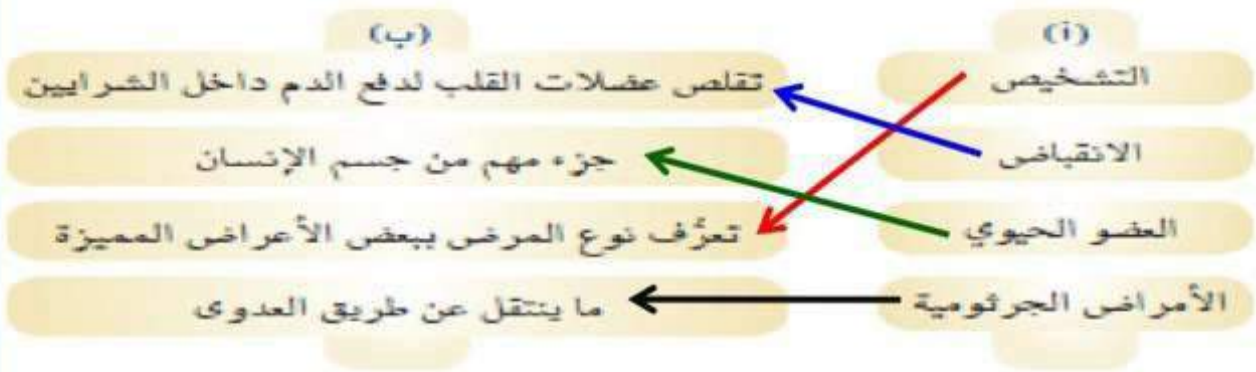 (أ)
(ب)
التشخيص
تقلص عضلات القلب لدفع الدم داخل الشرايين
الانقباض
جزء مهم من جسم الإنسان
العضو الحيوي
تعرُّف نوع المرض ببعض الأعراض المميزة
الأمراض الجرثومية
ما ينتقل عن طريق العدوى